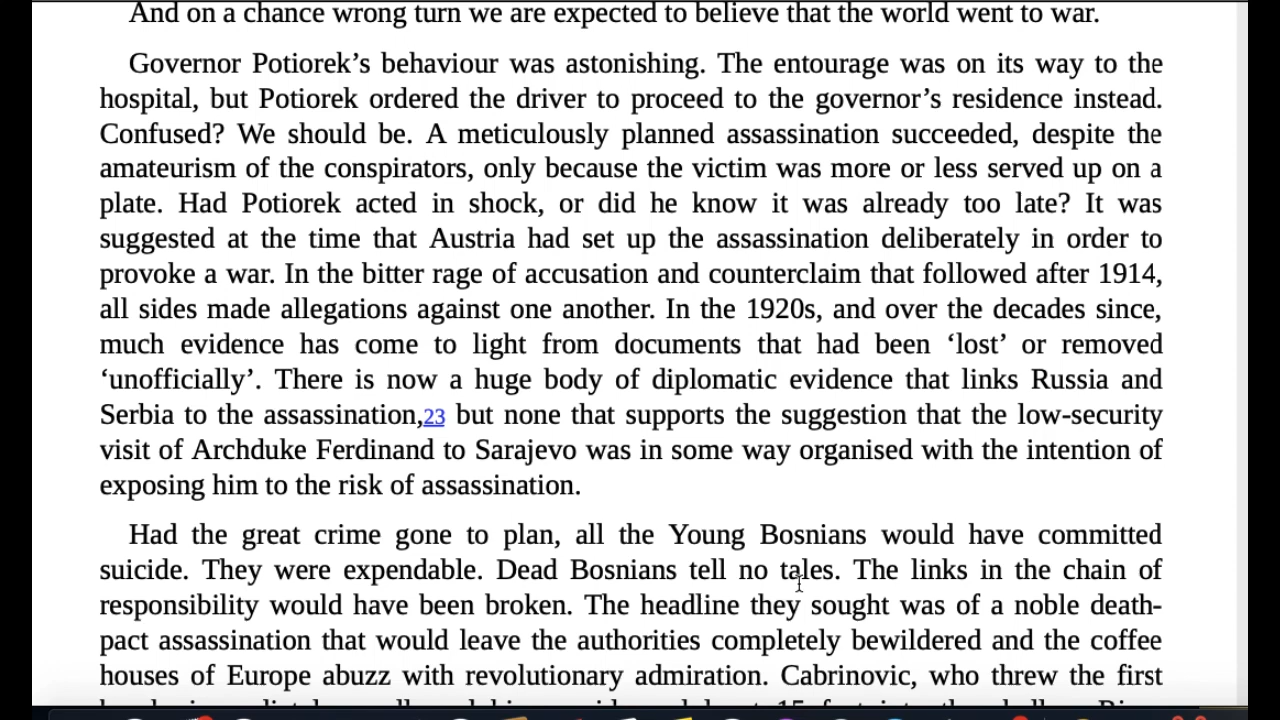 And on a chance wrong turn we are expected to believe that the world went to war.
Governor Potiorek’s behaviour was astonishing. The entourage was on its way to the
hospital, but Potiorek ordered the driver to proceed to the governor’s residence instead.
Confused? We should be. A meticulously planned assassination succeeded, despite the
amateurism of the conspirators, only because the victim was more or less served up on a
plate. Had Potiorek acted in shock, or did he know it was already too late? It was
suggested at the time that Austria had set up the assassination deliberately in order to
provoke a war. In the bitter rage of accusation and counterclaim that followed after 1914,
all sides made allegations against one another. In the 1920s, and over the decades since,
much evidence has come to light from documents that had been ‘lost’ or removed
‘unofficially’. There is now a huge body of diplomatic evidence that links Russia and
Serbia to the assassination,23 but none that supports the suggestion that the low-security
visit of Archduke Ferdinand to Sarajevo was in some way organised with the intention of
exposing him to the risk of assassination.
Had the great crime gone to plan, all the Young Bosnians would have committed
suicide. They were expendable. Dead Bosnians tell no tales. The links in the chain of
responsibility would have been broken. The headline they sought was of a noble death-
pact assassination that would leave the authorities completely bewildered and the coffee
houses of Europe abuzz with revolutionary admiration. Cabrinovic, who threw the first